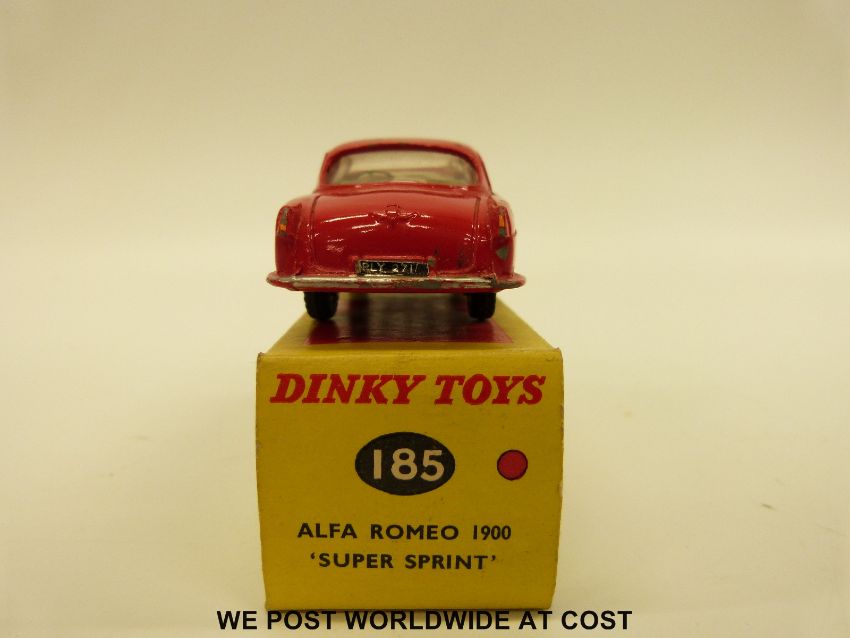 DINKY TOYS
185
ALFA ROMEO 1900
‘SUPER SPRINT’
WE POST WORLDWIDE AT COST